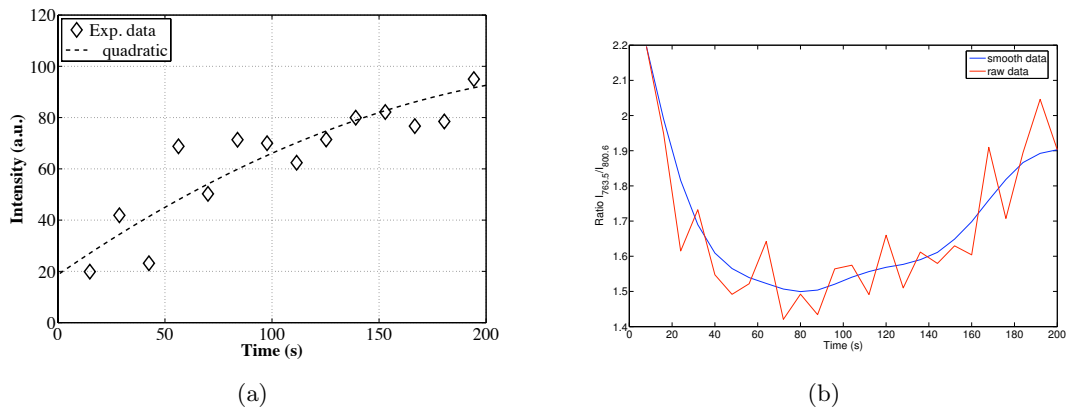 120
100
80
60
40
20
0
Intensity (a.u.)
Exp. data
quadratic
0 50 100 150 200
Time (s)
(a)
2.2
2.1
2
1.9
1.8
1.7
1.6
1.5
1.4
Ratio I763.5/I800.6
smooth data
raw data
0 20 40 60 80 100 120 140 160 180 200
Time (s)
(b)